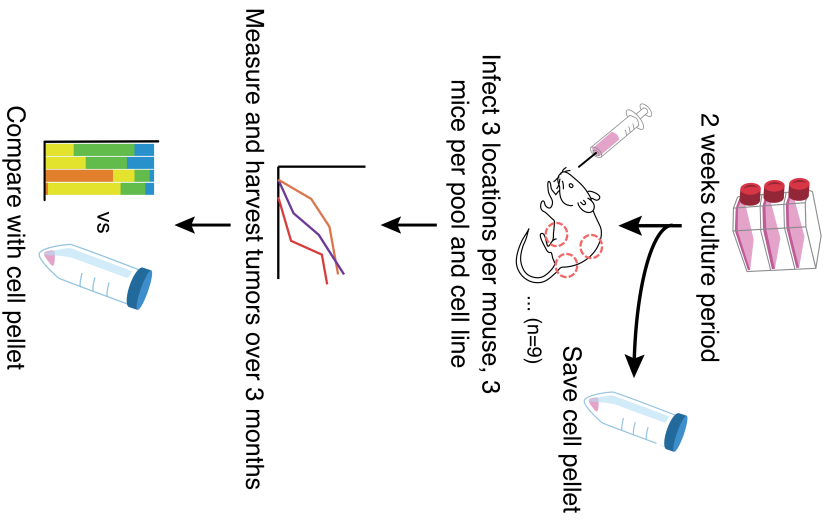 2 weeks culture period
Save cell pellet
... (n=9)
Infect 3 locations per mouse, 3
mice per pool and cell line
Measure and harvest tumors over 3 months
vs
Compare with cell pellet